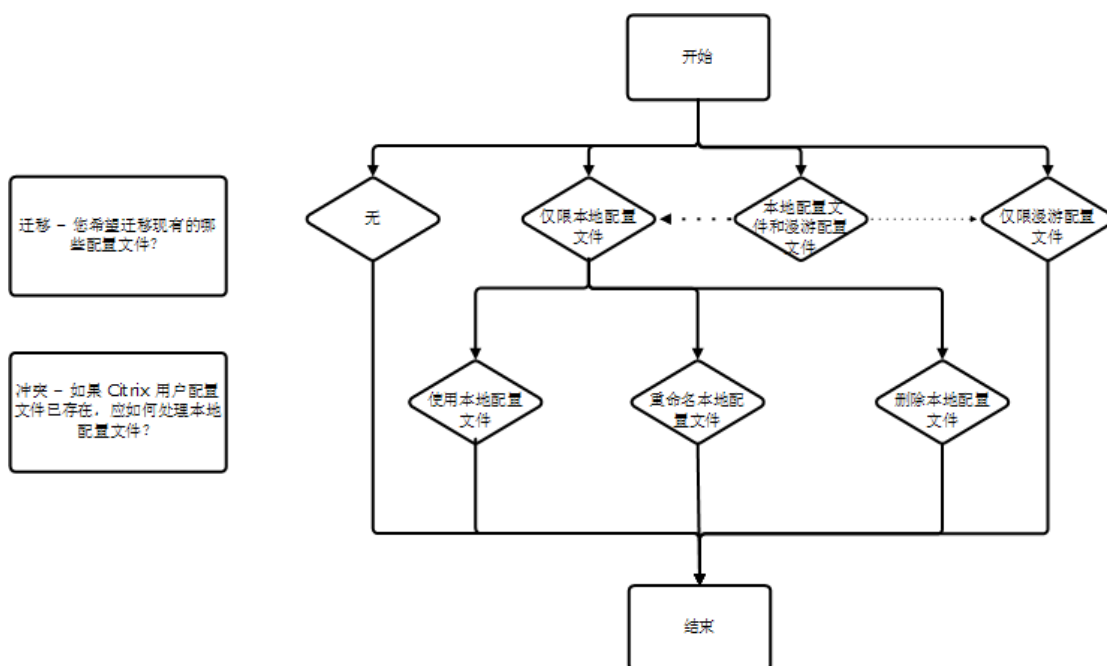 开始
迁移 – 您希望迁移现有的哪
些配置文件?
无
仅限本地配置
文件
本地配置文
件和漫游配置
文件
仅限漫游配置
文件
冲突 – 如果 Citrix 用户配置
文件已存在，应如何处理本地
配置文件?
使用本地配置
文件
重命名本地配
置文件
删除本地配置
文件
结束